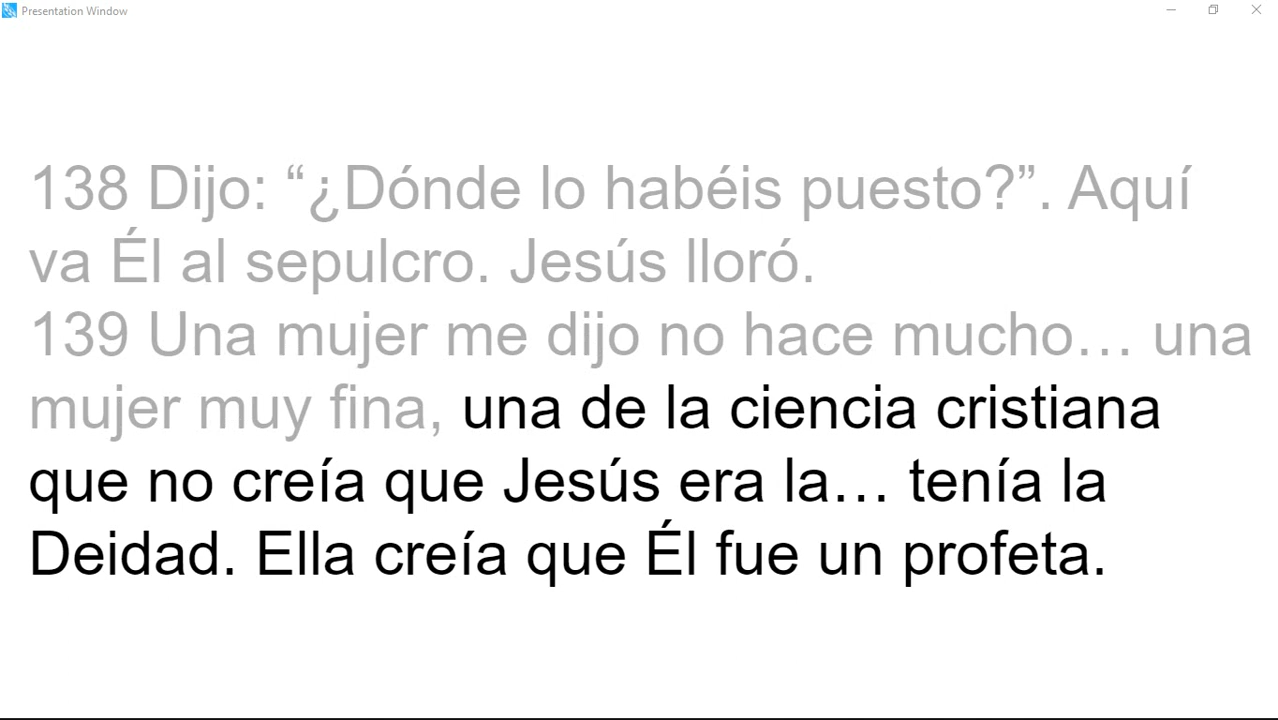 Presentation Window
138 Dijo: “¿Dónde lo habéis puesto?”. Aquí
va Él al sepulcro. Jesús lloró.
139 Una mujer me dijo no hace mucho… una
mujer muy fina, una de la ciencia cristiana
que no creía que Jesús era la… tenía la
Deidad. Ella creía que Él fue un profeta.